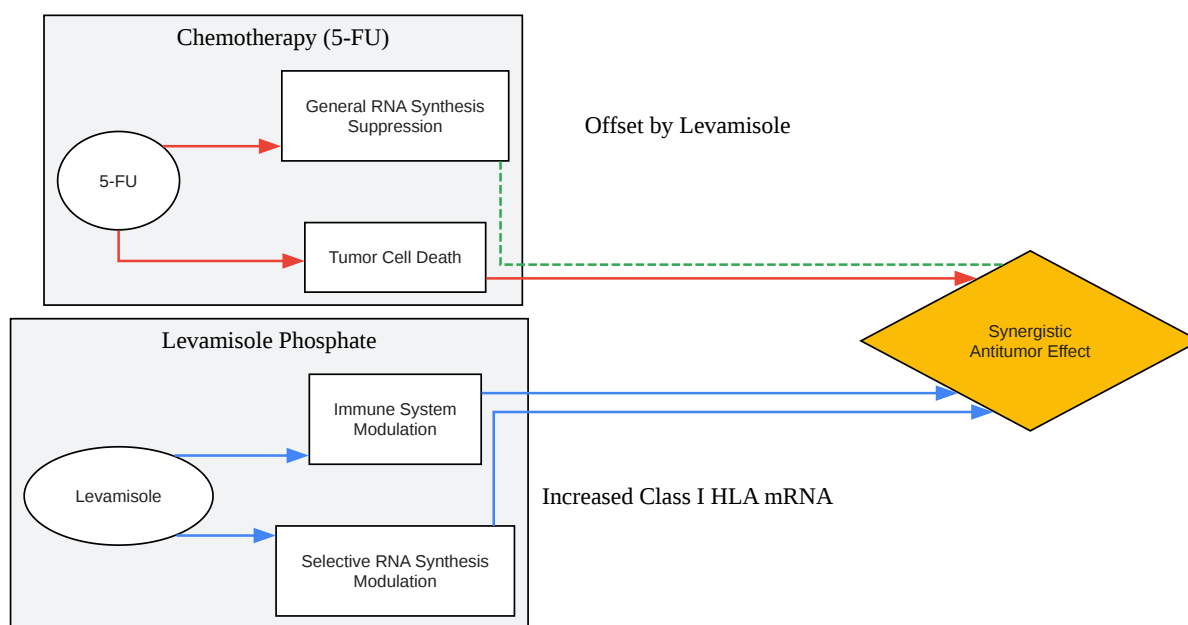 Chemotherapy (5-FU)
General RNA Synthesis
Suppression
Offset by Levamisole
5-FU
Tumor Cell Death
Synergistic
Antitumor Effect
Levamisole Phosphate
Immune System
Modulation
Levamisole
Increased Class I HLA mRNA
Selective RNA Synthesis
Modulation